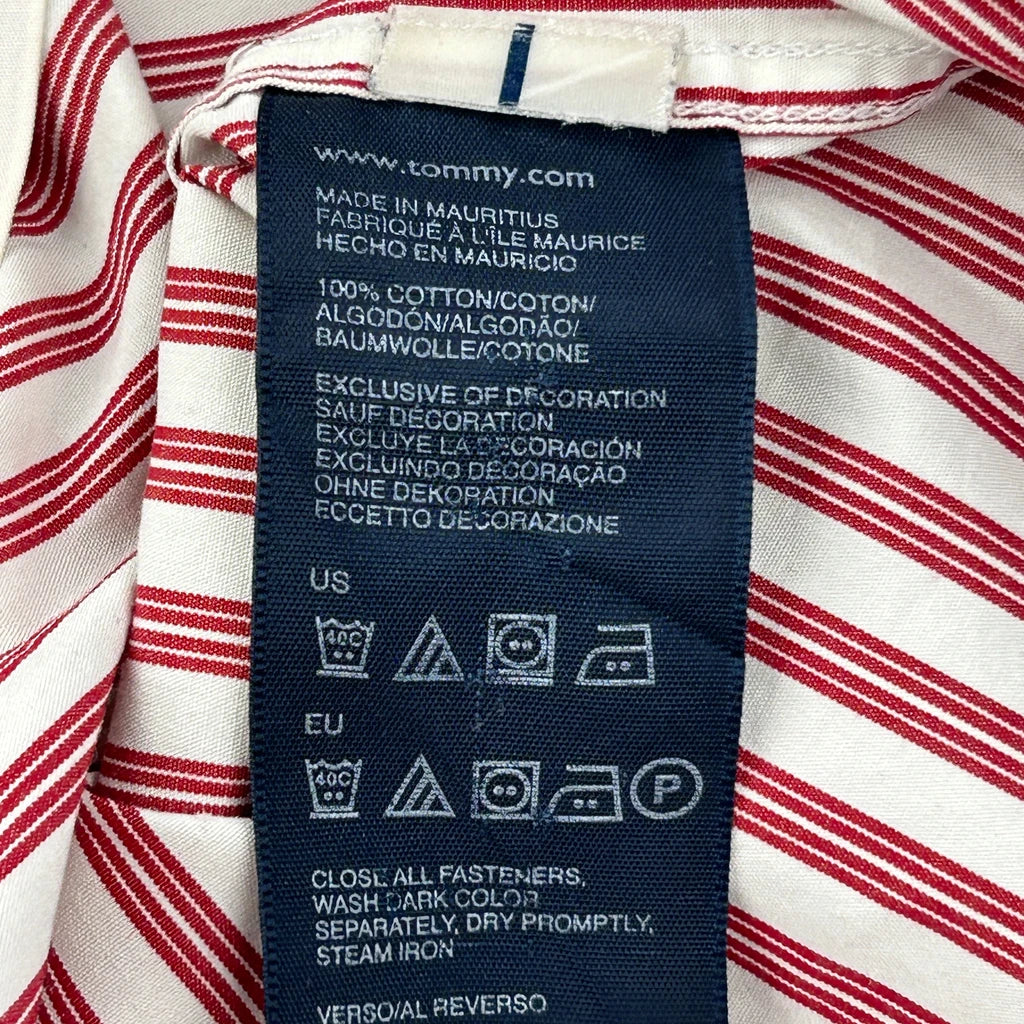 www.tommy.com
MADE IN MAURITIUS
FABRIQUÉ À L'ÎLE MAURICE
HECHO EN MAURICIO
100% COTTON/COTON/
ALGODÓN/ALGODÃO/
BAUMWOLLE/COTONE
EXCLUSIVE OF DECORATION
SAUF DÉCORATION
EXCLUYE LA DECORACIÓN
EXCLUINDO DECORAÇÃO
OHNE DEKORATION
ECCETTO DECORAZIONE
US
40C
EU
40C P
CLOSE ALL FASTENERS,
WASH DARK COLOR
SEPARATELY, DRY PROMPTLY,
STEAM IRON
VERSO/AL REVERSO